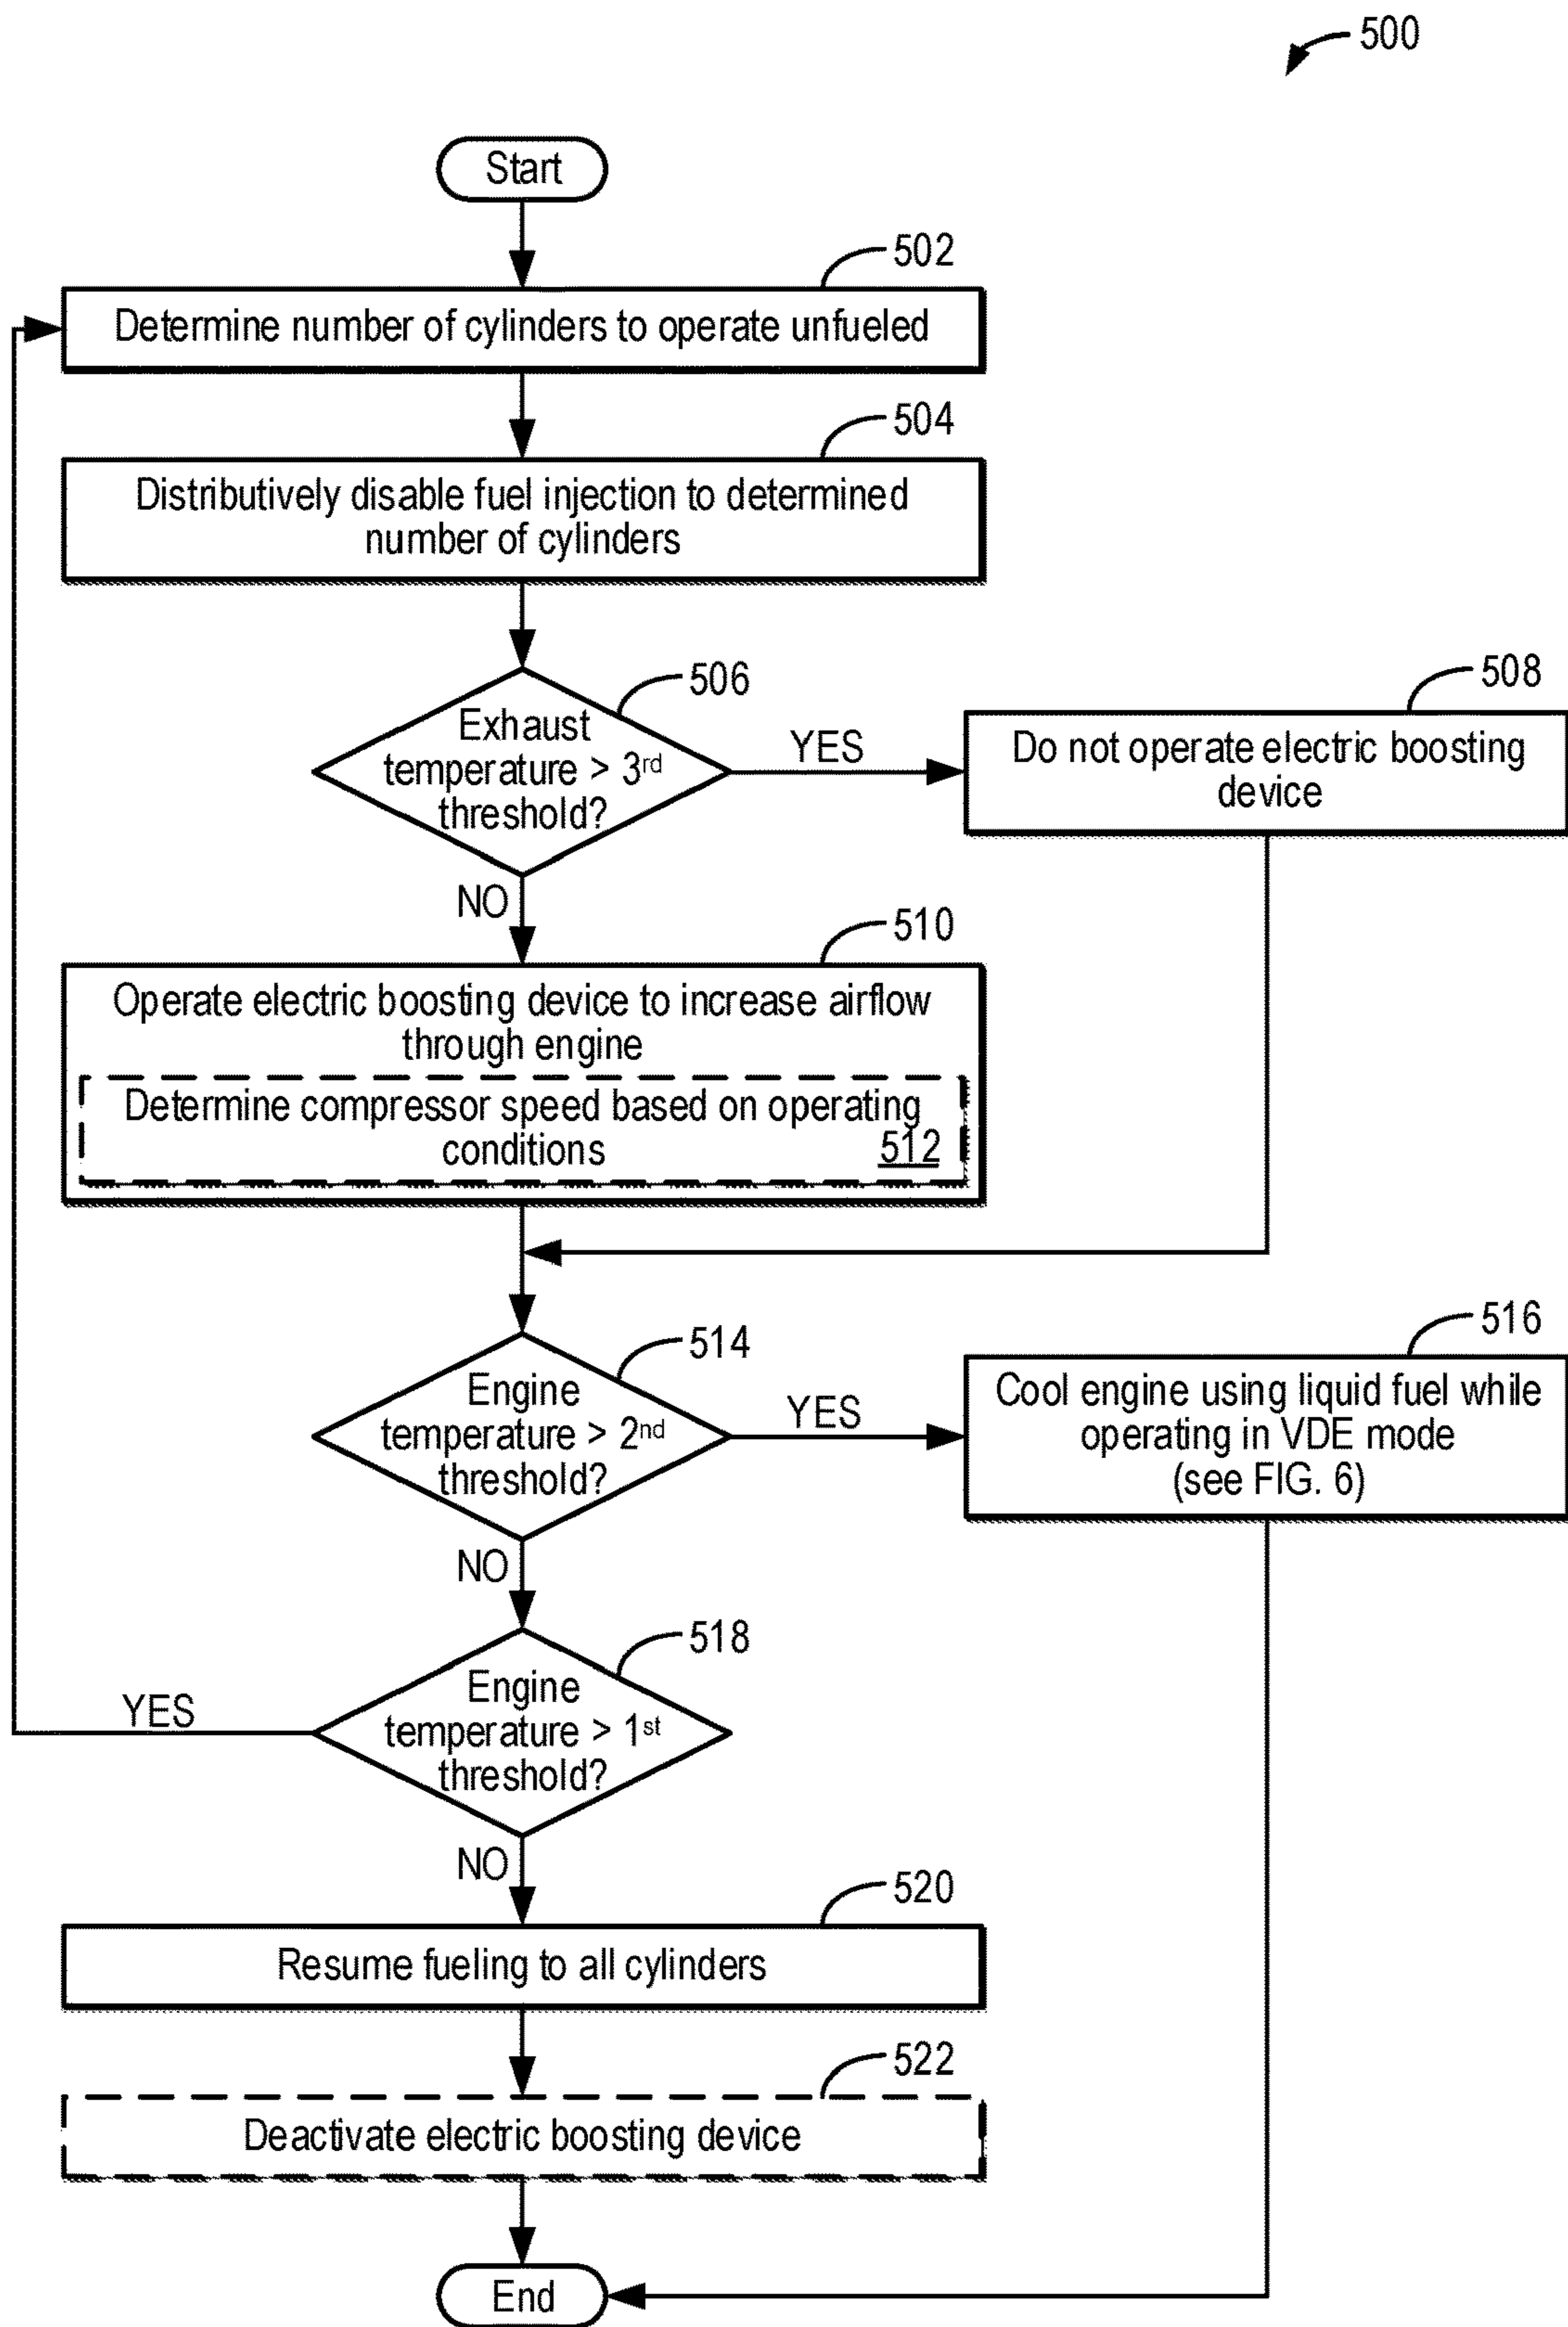 500
Start
502
Determine number of cylinders to operate unfueled
504
Distributively disable fuel injection to determined
number of cylinders
506
Exhaust
temperature > 3rd
threshold?
YES
508
Do not operate electric boosting
device
NO
510
Operate electric boosting device to increase airflow
through engine
Determine compressor speed based on operating
conditions
512
514
Engine
temperature > 2nd
threshold?
YES
516
Cool engine using liquid fuel while
operating in VDE mode
(see FIG. 6)
NO
518
Engine
temperature > 1st
threshold?
YES
NO
520
Resume fueling to all cylinders
522
Deactivate electric boosting device
End